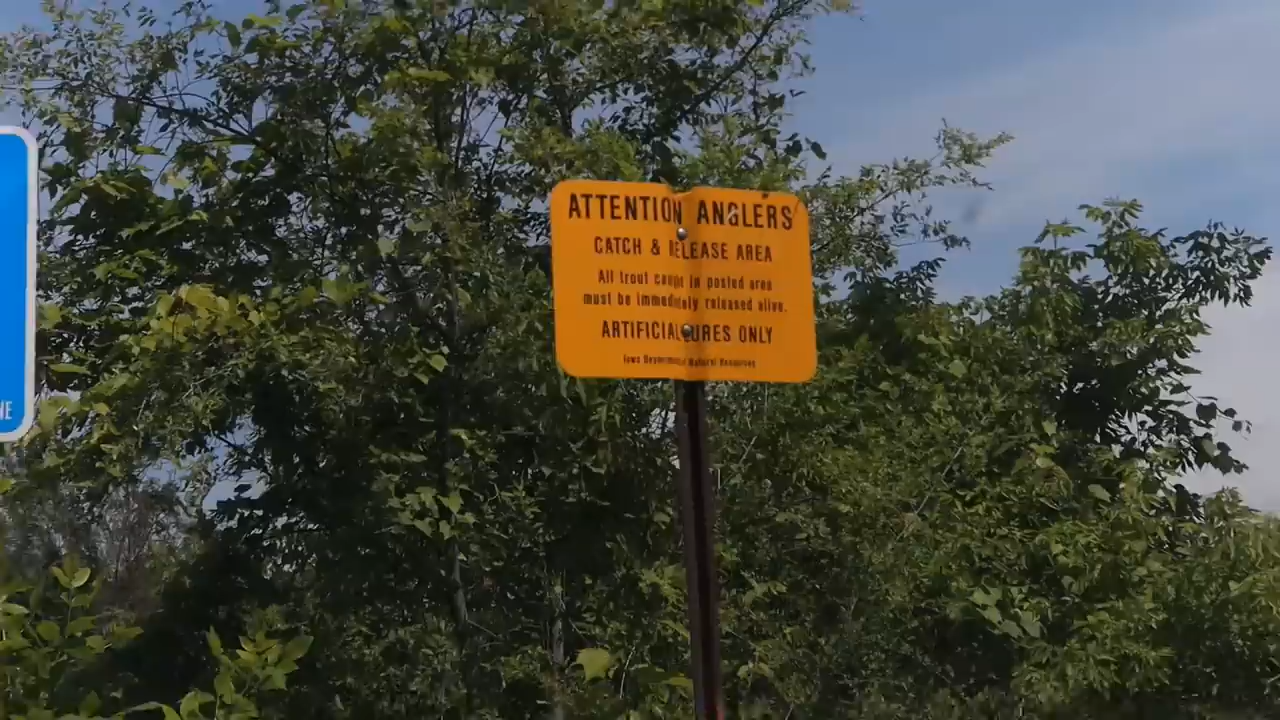 ATTENTION ANGLERS
CATCH & RELEASE AREA
All trout caught in posted area
must be immediately released alive.
ARTIFICIAL LURES ONLY
Iowa Department Natural Resources
NE